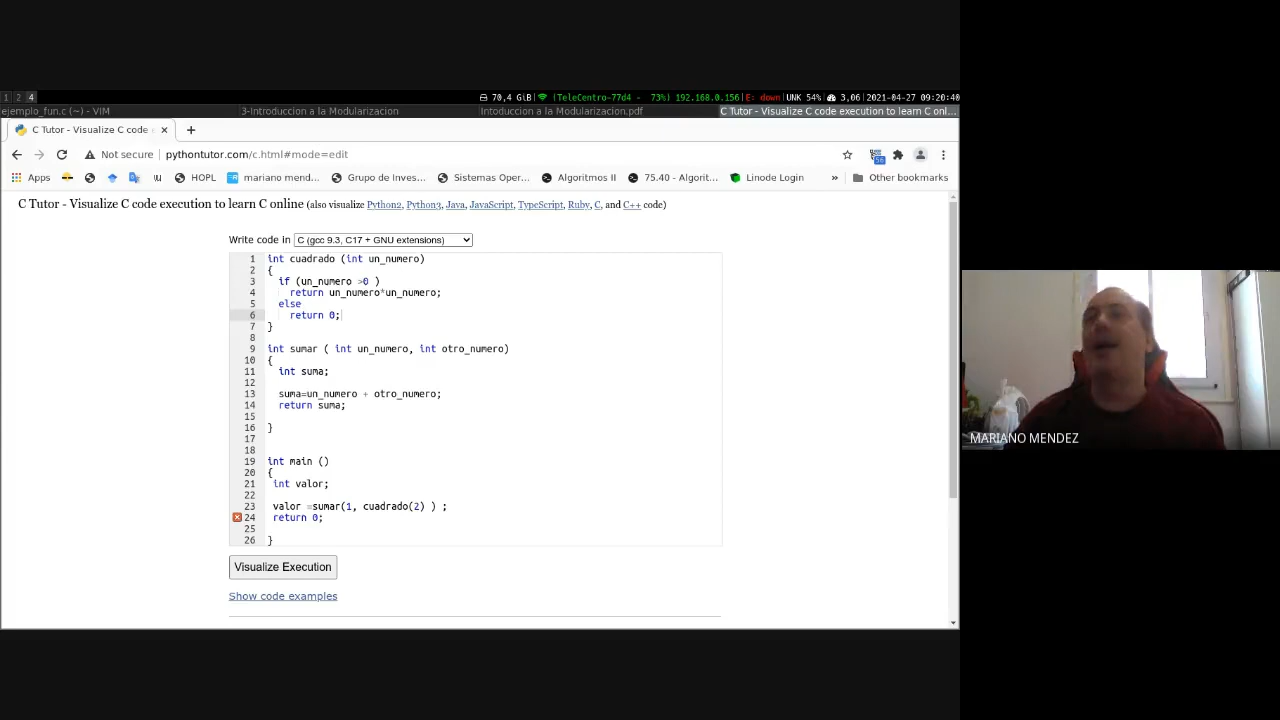 1 2 4 70,4 GiB| (TeleCentro-77d4 - 73%) 192.168.0.156|E: down|UNK 54%| 3,06|2021-04-27 09:20:40
ejemplo_fun.c (~) - VIM 3-Introduccion a la Modularizacion Intoduccion a la Modularizacion.pdf C Tutor - Visualize C code execution to learn C onl...
C Tutor - Visualize C code
Not secure pythontutor.com/c.html#mode=edit
Apps HOPL mariano mend... Grupo de Inves... Sistemas Oper... Algoritmos II 75.40 - Algorit... Linode Login » Other bookmarks
C Tutor - Visualize C code execution to learn C online (also visualize Python2, Python3, Java, JavaScript, TypeScript, Ruby, C, and C++ code)
Write code in C (gcc 9.3, C17 + GNU extensions)
1 int cuadrado (int un_numero)
2 {
3 if (un_numero >0 )
4 return un_numero*un_numero;
5 else
6 return 0;
7 }
8
9 int sumar ( int un_numero, int otro_numero)
10 {
11 int suma;
12
13 suma=un_numero + otro_numero;
14 return suma;
15
16 }
17
18
19 int main ()
20 {
21 int valor;
22
23 valor =sumar(1, cuadrado(2) ) ;
24 return 0;
25
26 }
Visualize Execution
Show code examples
MARIANO MENDEZ